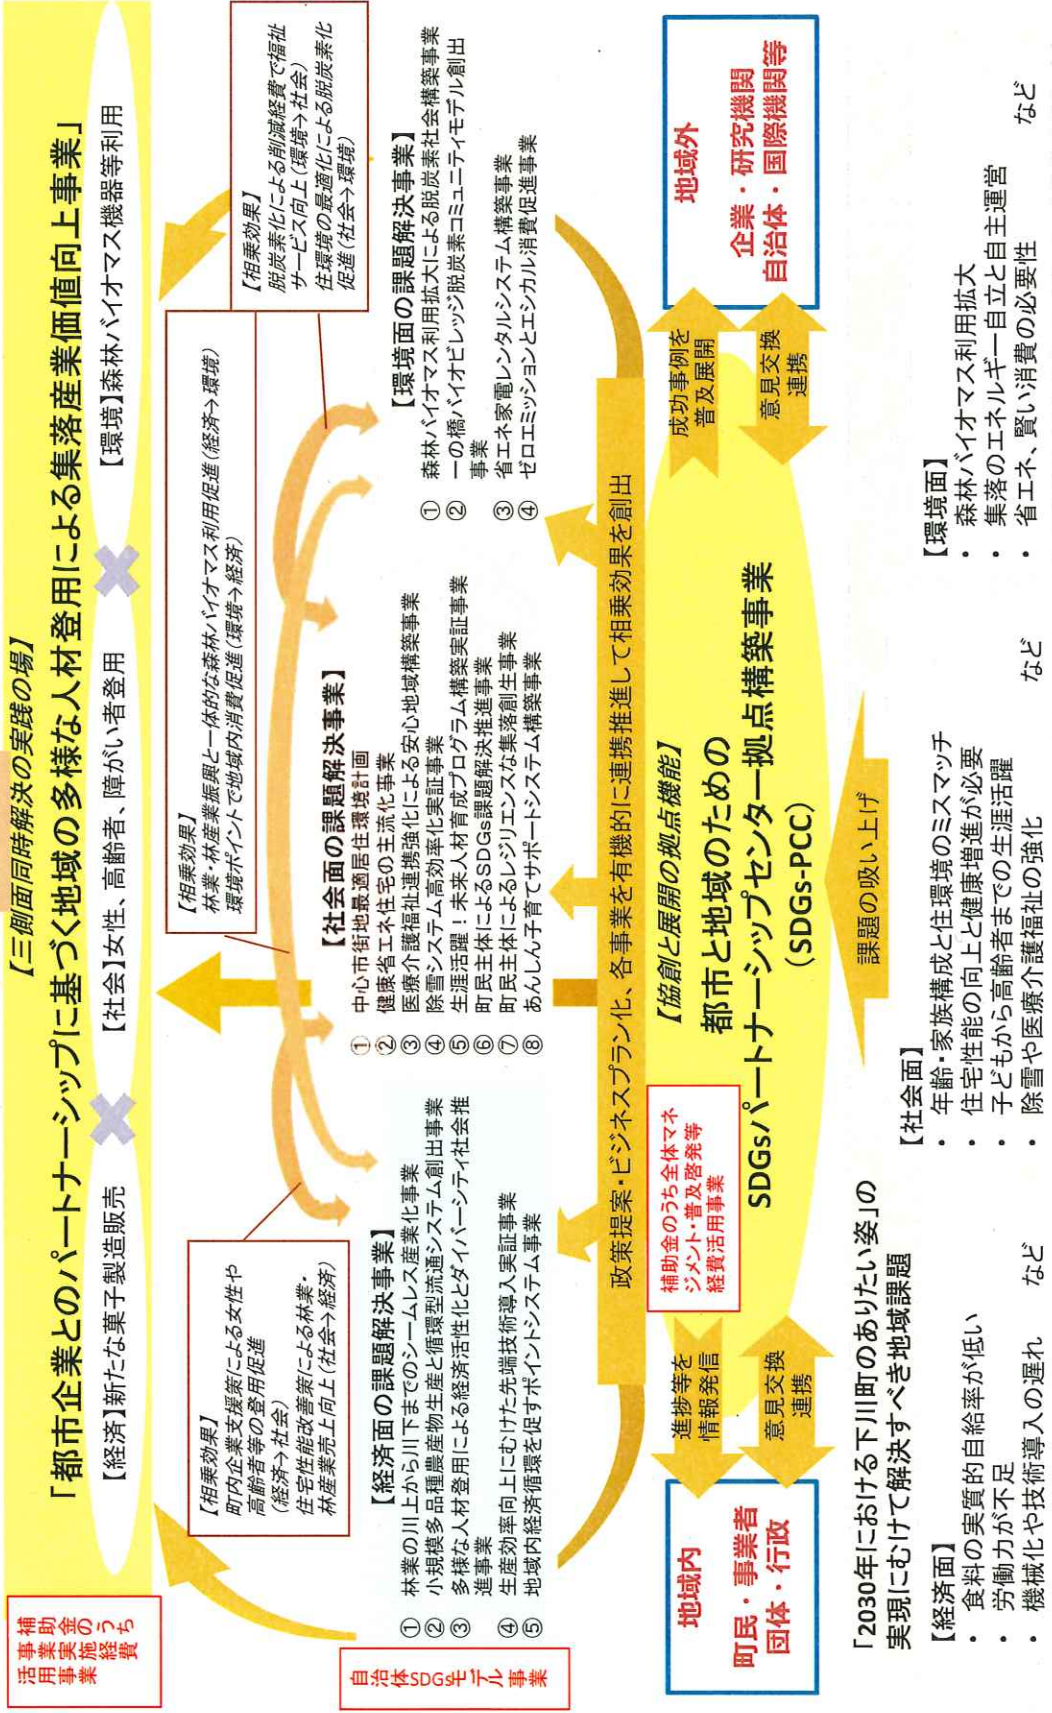 【三側面同時解決の実践の場】
「都市企業とのパートナーシップに基づく地域の多様な人材登用による集落産業価値向上事業」
【経済】新たな菓子製造販売
【社会】女性、高齢者、障がい者登用
【環境】森林バイオマス機器等利用
補助金のうち
事業実施経費
活用事業
【相乗効果】
町内企業支援策による女性や
高齢者等の登用促進
(経済→社会)
住宅性能改善策による林業・
林産業売上向上(社会→経済)
【相乗効果】
林業・林産業振興と一体的な森林バイオマス利用促進(経済→環境)
環境ポイントで地域内消費促進(環境→経済)
【相乗効果】
脱炭素化による削減経費で福祉
サービス向上(環境→社会)
住環境の最適化による脱炭素化
促進(社会→環境)
自治体SDGsモデル事業
【経済面の課題解決事業】
① 林業の川上から川下までのシームレス産業化事業
② 小規模多品種農産物生産と循環型流通システム創出事業
③ 多様な人材登用による経済活性化とダイバーシティ社会推
進事業
④ 生産効率向上にむけた先端技術導入実証事業
⑤ 地域内経済循環を促すポイントシステム事業
【社会面の課題解決事業】
① 中心市街地最適居住環境計画
② 健康省エネ住宅の主流化事業
③ 医療介護福祉連携強化による安心地域構築事業
④ 除雪システム高効率化実証事業
⑤ 生涯活躍!未来人材育成プログラム構築実証事業
⑥ 町民主体によるSDGs課題解決推進事業
⑦ 町民主体によるレジリエンスな集落創生事業
⑧ あんしん子育てサポートシステム構築事業
【環境面の課題解決事業】
① 森林バイオマス利用拡大による脱炭素社会構築事業
② 一の橋バイオビレッジ脱炭素コミュニティモデル創出
事業
③ 省エネ家電レンタルシステム構築事業
④ ゼロエミッションとエシカル消費促進事業
政策提案・ビジネスプラン化、各事業を有機的に連携推進して相乗効果を創出
地域内
町民・事業者
団体・行政
進捗等を
情報発信
意見交換
連携
補助金のうち全体マネ
ジメント・普及啓発等
経費活用事業
【協創と展開の拠点機能】
都市と地域のための
SDGsパートナーシップセンター拠点構築事業
(SDGs-PCC)
成功事例を
普及展開
意見交換
連携
地域外
企業・研究機関
自治体・国際機関等
課題の吸い上げ
「2030年における下川町のありたい姿」の
実現にむけて解決すべき地域課題
【経済面】
・ 食料の実質的自給率が低い
・ 労働力が不足
・ 機械化や技術導入の遅れ など
【社会面】
・ 年齢・家族構成と住環境のミスマッチ
・ 住宅性能の向上と健康増進が必要
・ 子どもから高齢者までの生涯活躍
・ 除雪や医療介護福祉の強化 など
【環境面】
・ 森林バイオマス利用拡大
・ 集落のエネルギー自立と自主運営
・ 省エネ、賢い消費の必要性 など